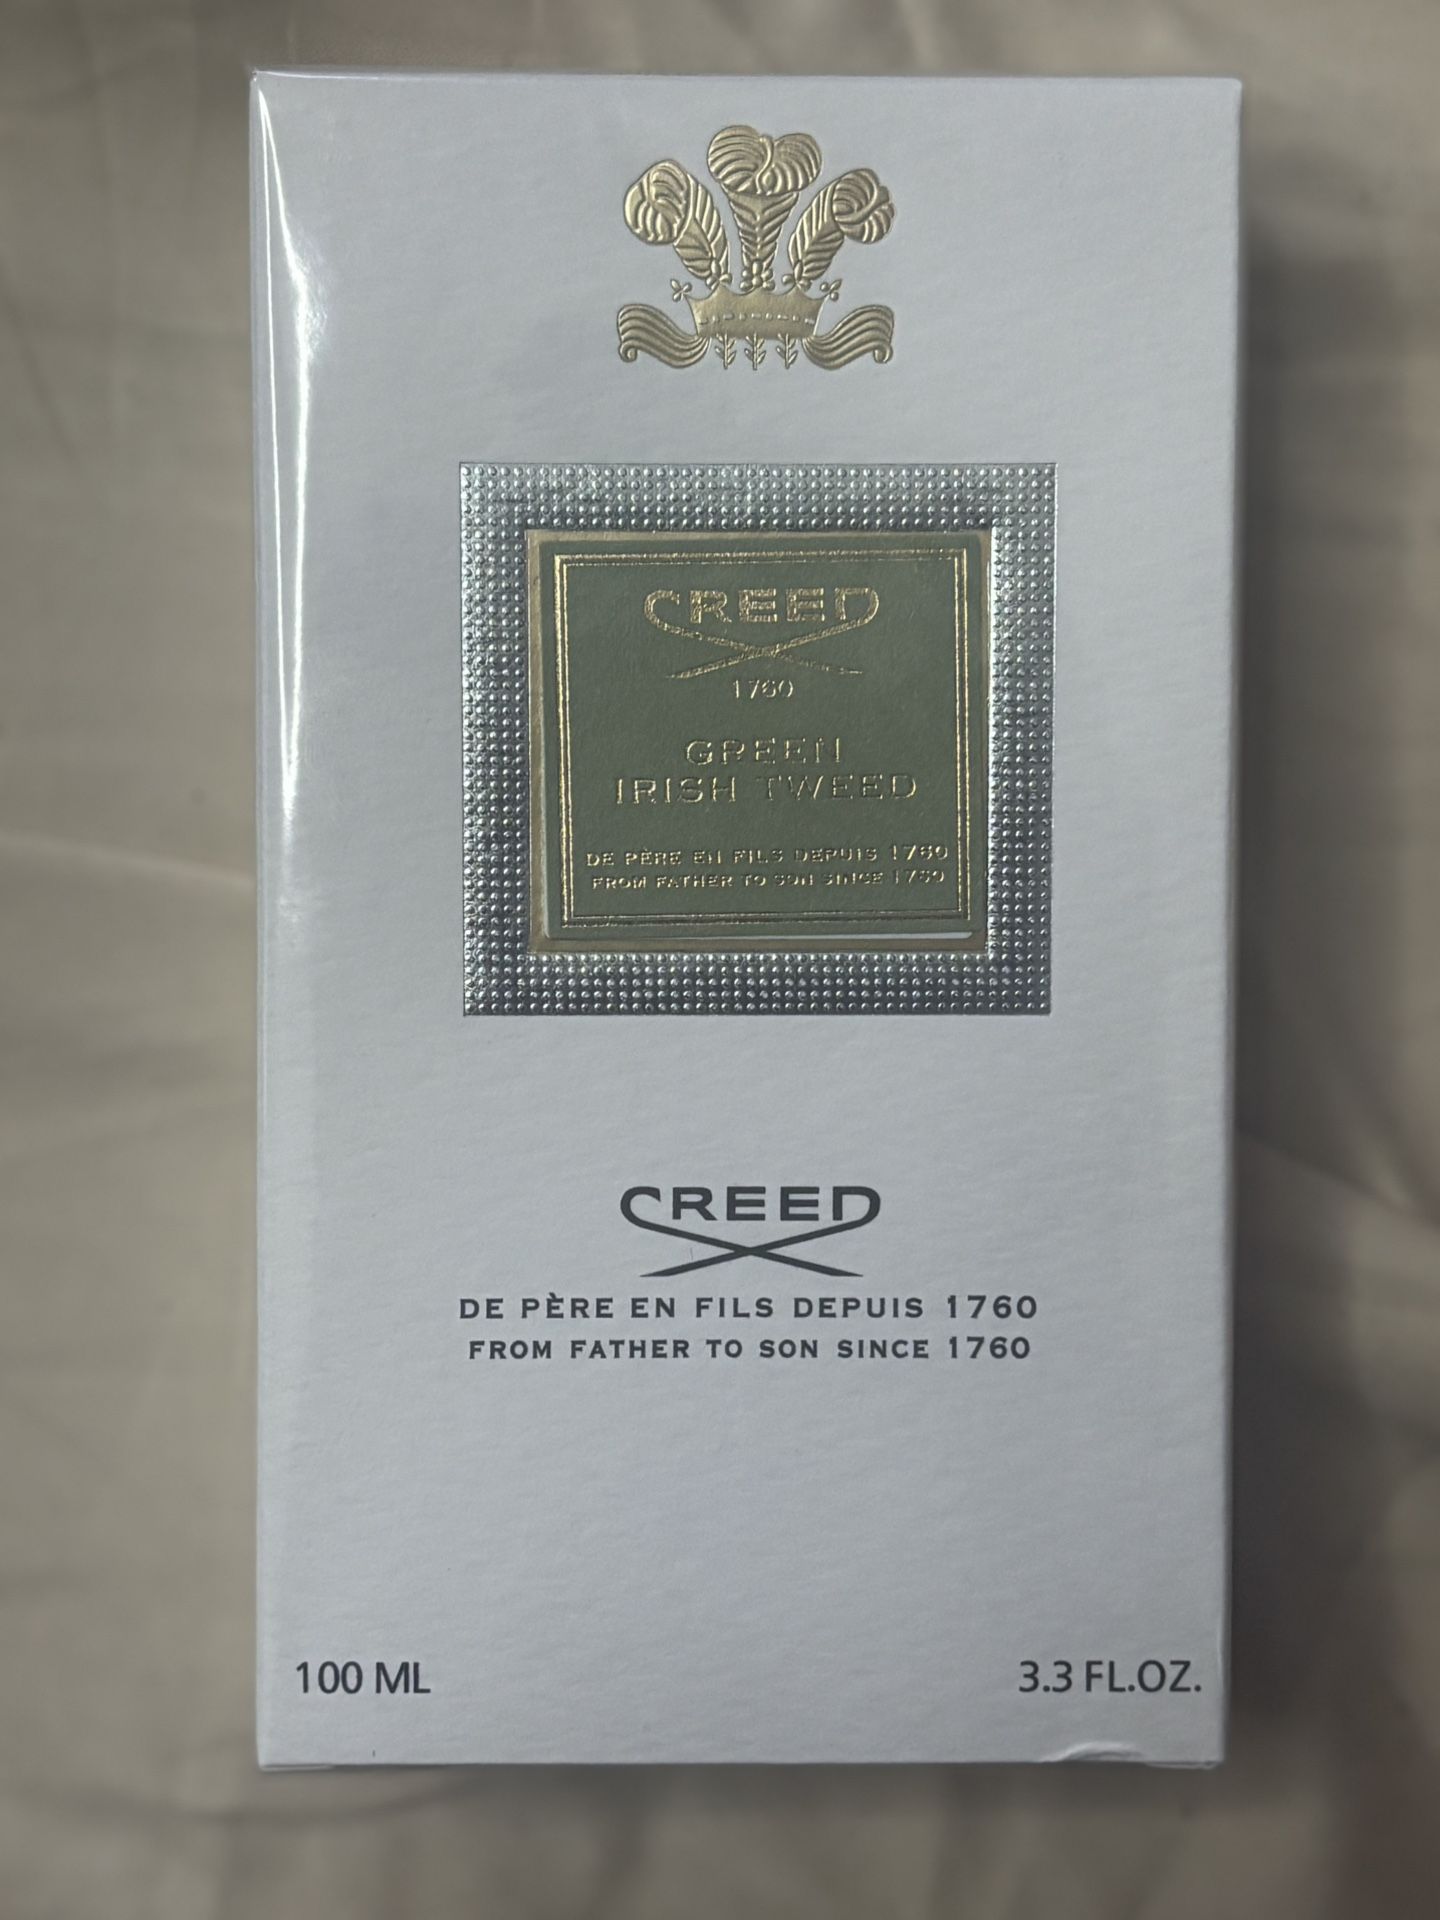 CREED
1760
GREEN
IRISH TWEED
DE PÈRE EN FILS DEPUIS 1760
FROM FATHER TO SON SINCE 1760
CREED
DE PÈRE EN FILS DEPUIS 1760
FROM FATHER TO SON SINCE 1760
100 ML 3.3 FL.OZ.